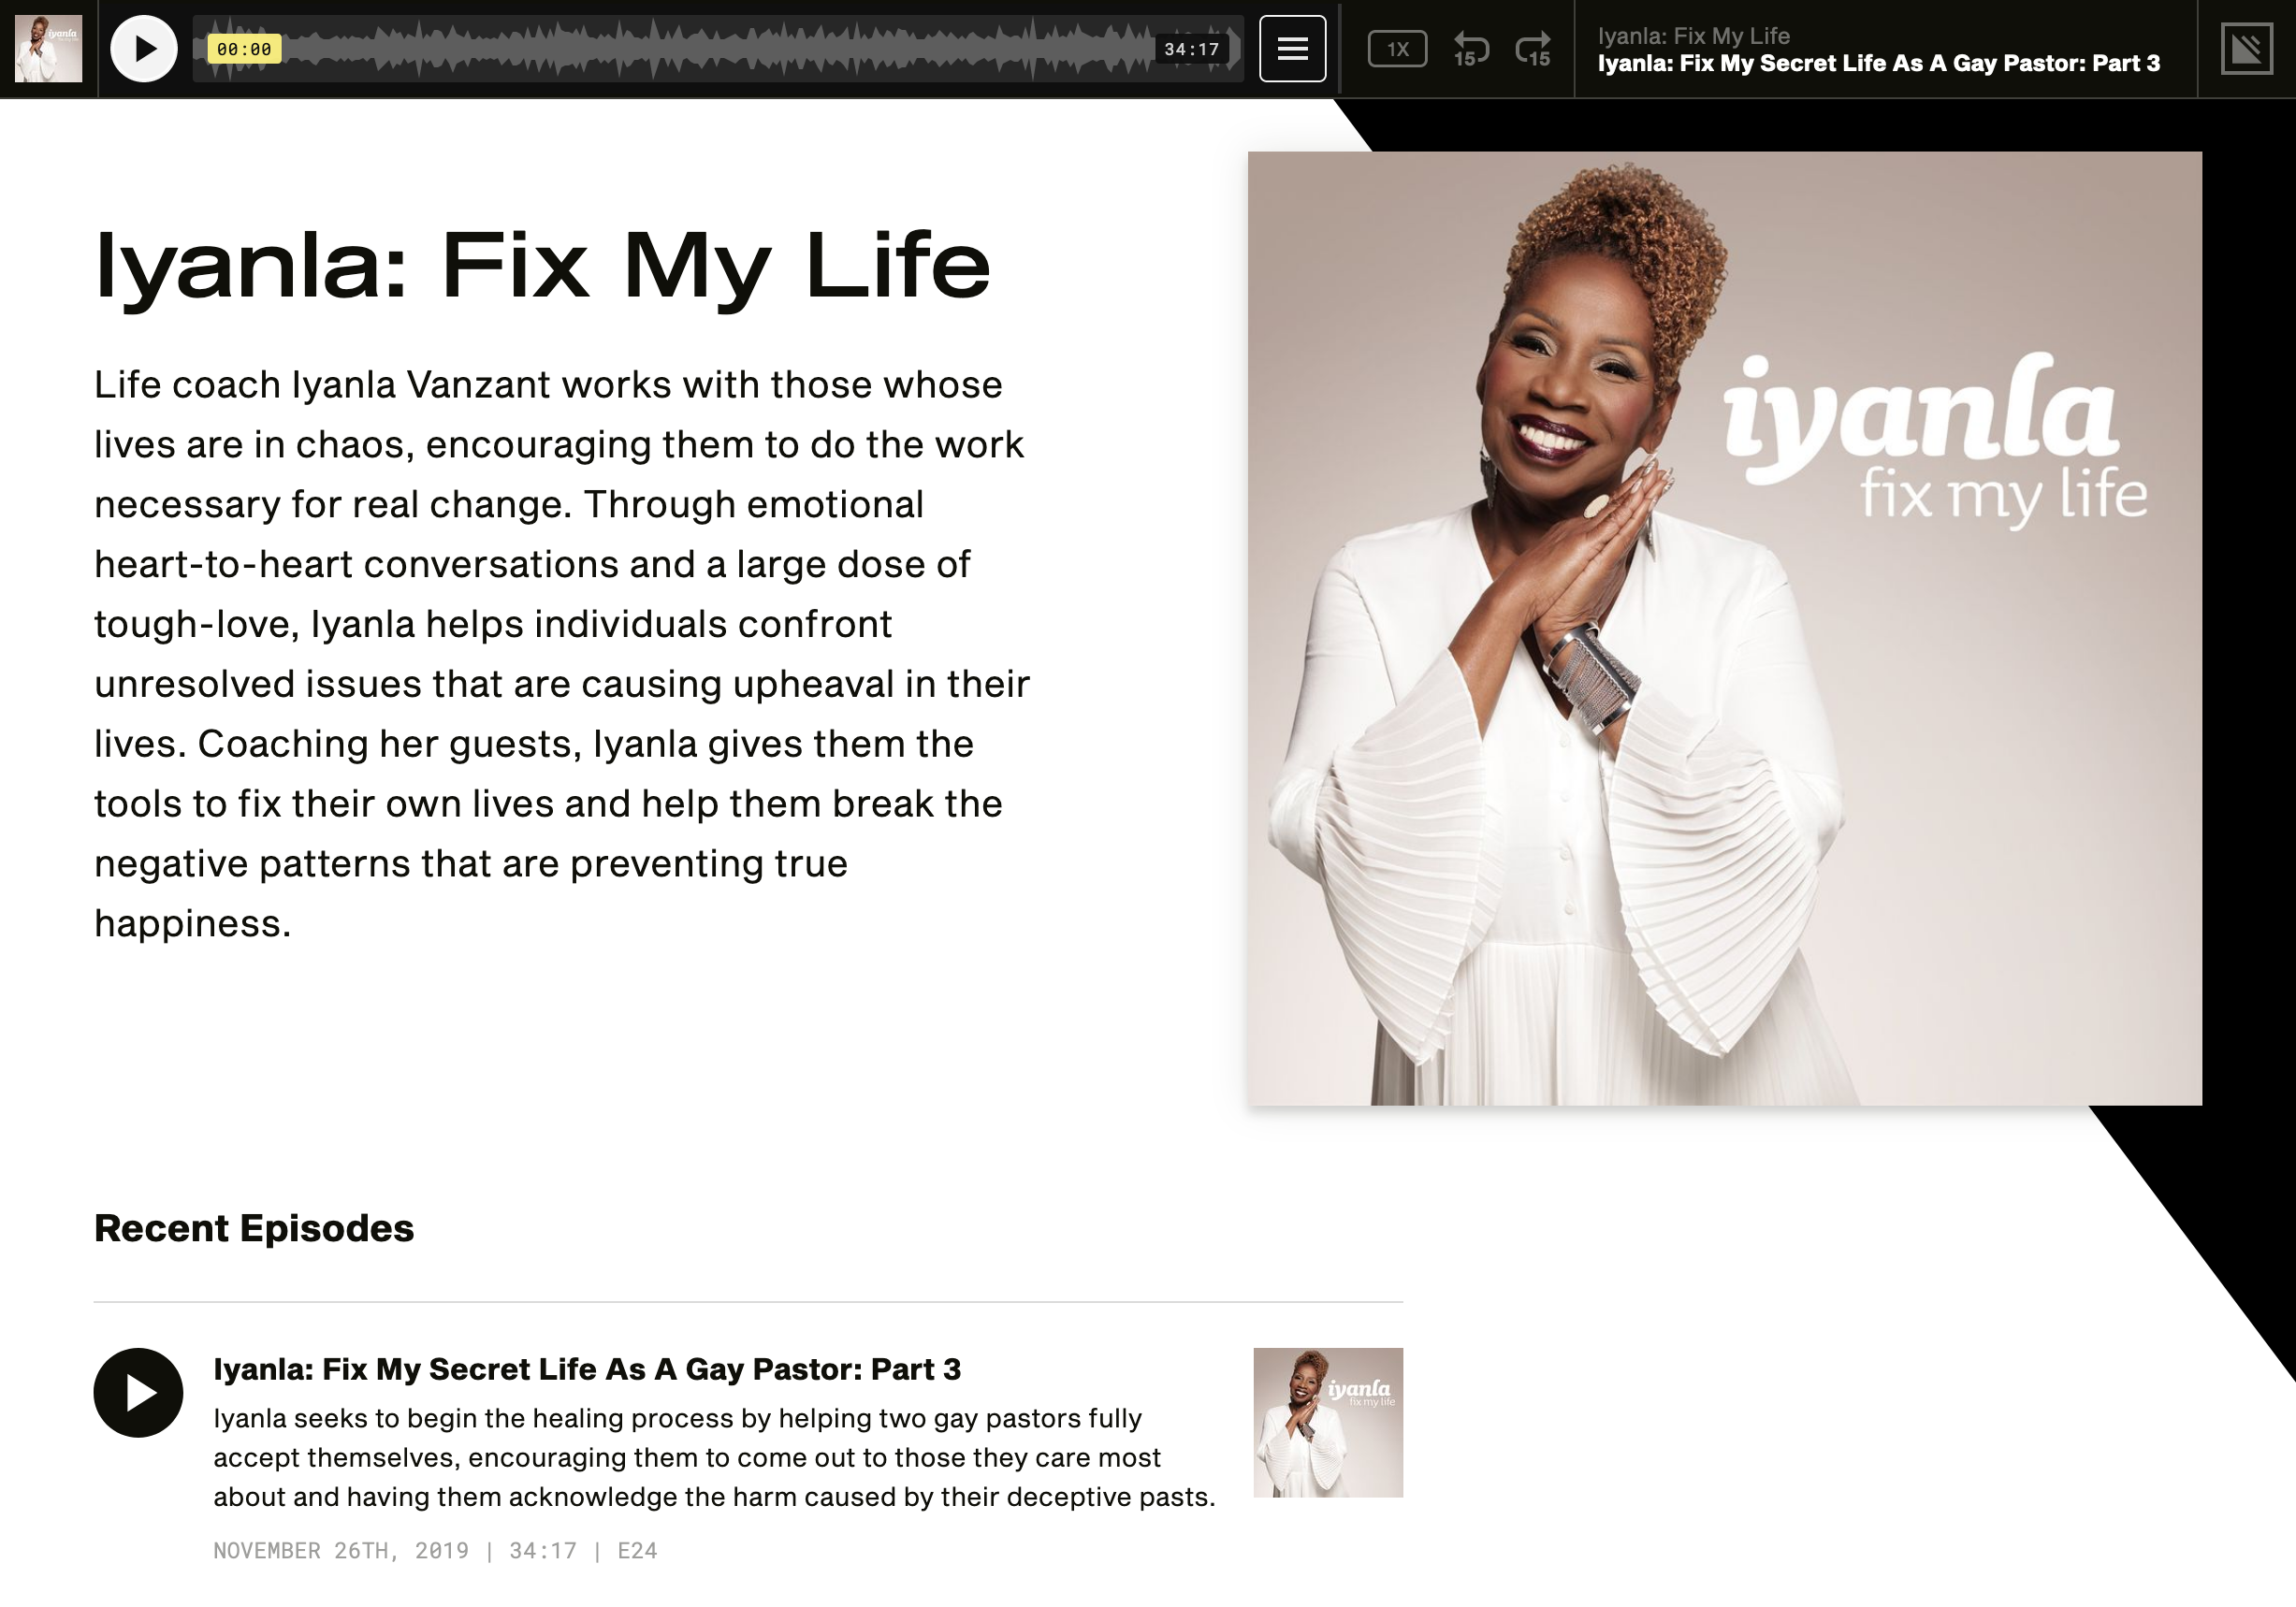 00:00
34:17
1X
15
15
Iyanla: Fix My Life
Iyanla: Fix My Secret Life As A Gay Pastor: Part 3
Iyanla: Fix My Life
Life coach Iyanla Vanzant works with those whose
lives are in chaos, encouraging them to do the work
necessary for real change. Through emotional
heart-to-heart conversations and a large dose of
tough-love, Iyanla helps individuals confront
unresolved issues that are causing upheaval in their
lives. Coaching her guests, Iyanla gives them the
tools to fix their own lives and help them break the
negative patterns that are preventing true
happiness.
iyanla
fix my life
Recent Episodes
Iyanla: Fix My Secret Life As A Gay Pastor: Part 3
Iyanla seeks to begin the healing process by helping two gay pastors fully
accept themselves, encouraging them to come out to those they care most
about and having them acknowledge the harm caused by their deceptive pasts.
NOVEMBER 26TH, 2019 | 34:17 | E24
iyanla
fix my life